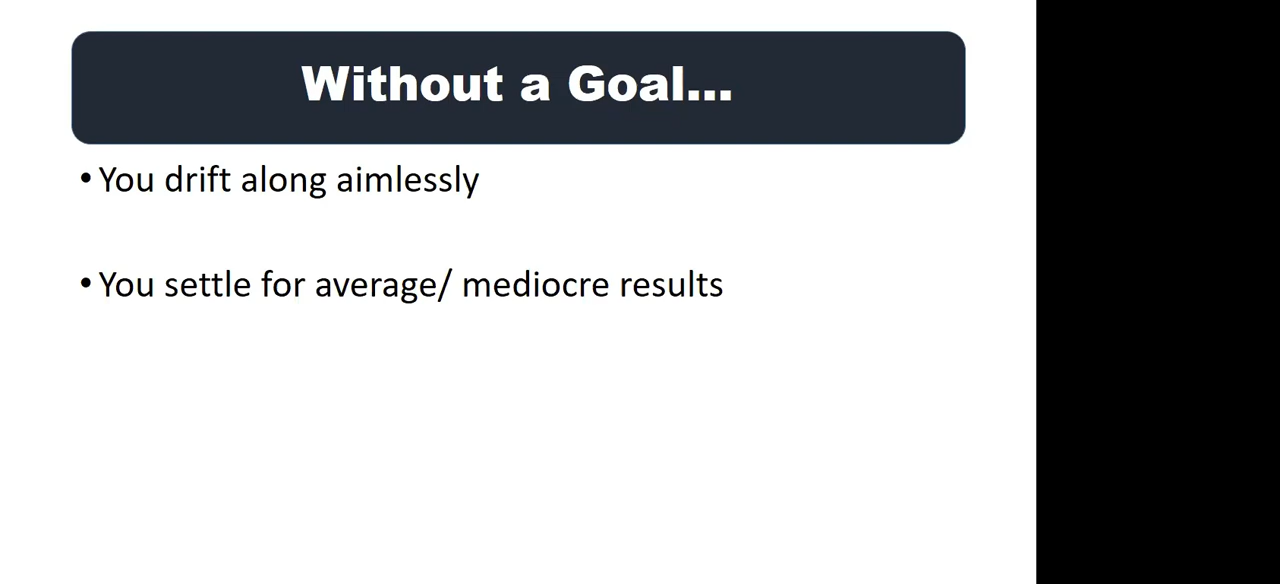 Without a Goal...
• You drift along aimlessly
• You settle for average/ mediocre results